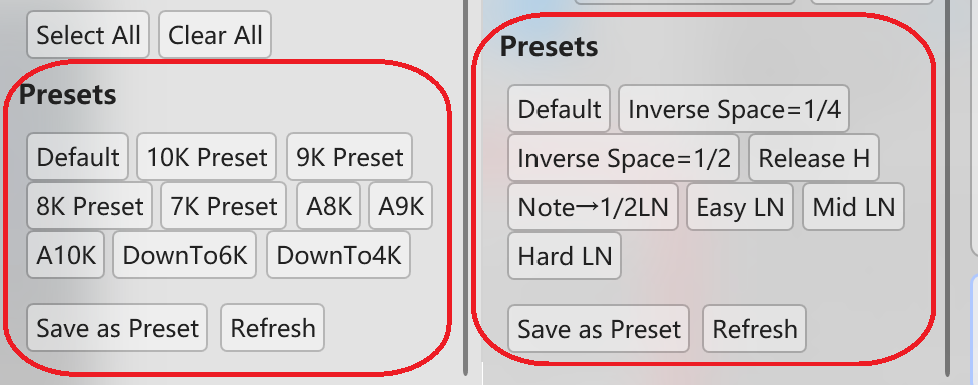 Select All Clear All
Presets
Default 10K Preset 9K Preset
8K Preset 7K Preset A8K A9K
A10K DownTo6K DownTo4K
Save as Preset Refresh
Presets
Default Inverse Space=1/4
Inverse Space=1/2 Release H
Note→1/2LN Easy LN Mid LN
Hard LN
Save as Preset Refresh